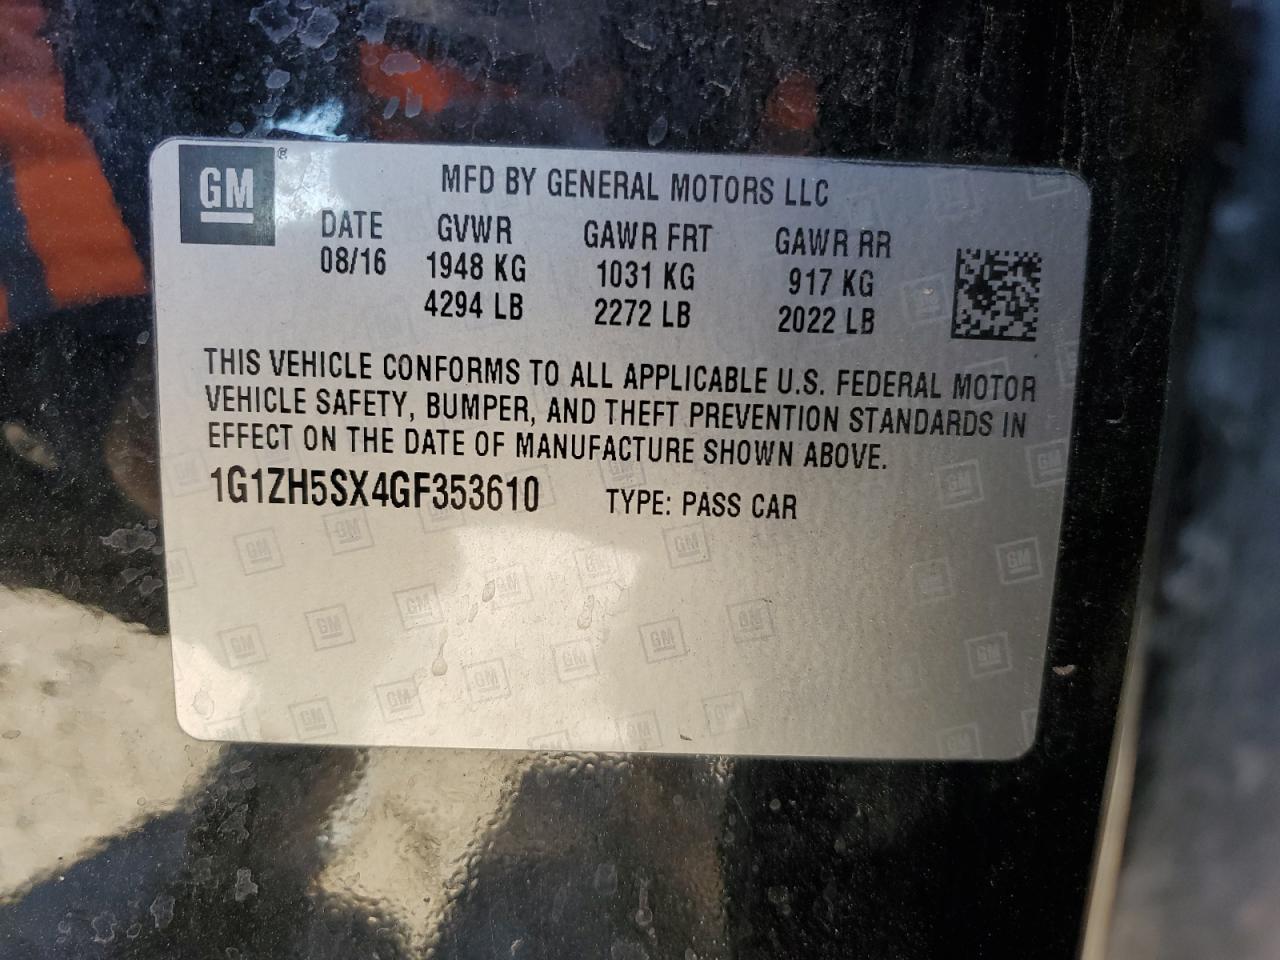 GM ®
MFD BY GENERAL MOTORS LLC
DATE GVWR GAWR FRT GAWR RR
08/16 1948 KG 1031 KG 917 KG
4294 LB 2272 LB 2022 LB
THIS VEHICLE CONFORMS TO ALL APPLICABLE U.S. FEDERAL MOTOR
VEHICLE SAFETY, BUMPER, AND THEFT PREVENTION STANDARDS IN
EFFECT ON THE DATE OF MANUFACTURE SHOWN ABOVE.
1G1ZH5SX4GF353610 TYPE: PASS CAR